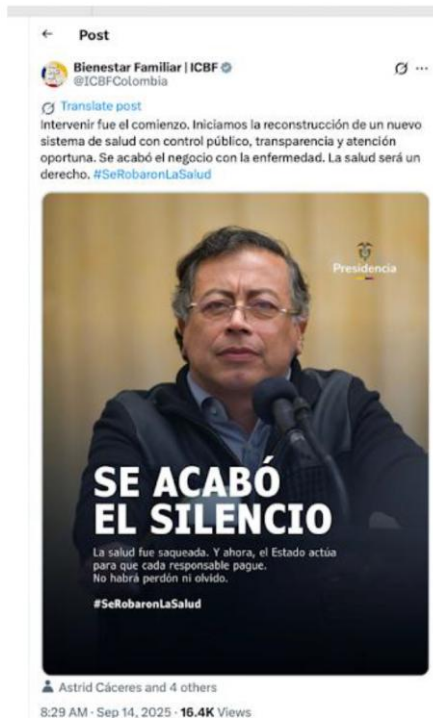 Post
Bienestar Familiar | ICBF
@ICBFColombia
Translate post
Intervenir fue el comienzo. Iniciamos la reconstrucción de un nuevo
sistema de salud con control público, transparencia y atención
oportuna. Se acabó el negocio con la enfermedad. La salud será un
derecho. #SeRobaronLaSalud
Presidencia
SE ACABÓ
EL SILENCIO
La salud fue saqueada. Y ahora, el Estado actúa
para que cada responsable pague.
No habrá perdón ni olvido.
#SeRobaronLaSalud
Astrid Cáceres and 4 others
8:29 AM · Sep 14, 2025 · 16.4K Views